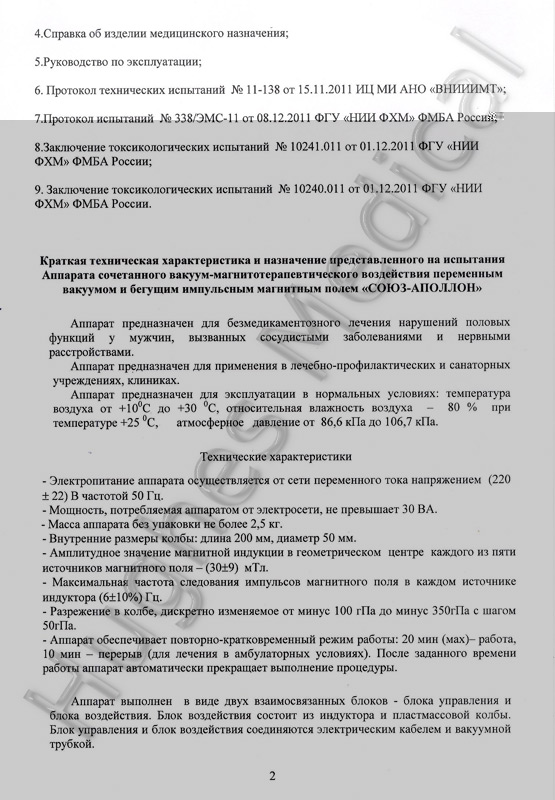 4.Справка об изделии медицинского назначения;
5.Руководство по эксплуатации;
6. Протокол технических испытаний № 11-138 от 15.11.2011 ИЦ МИ АНО «ВНИИИМТ»;
7.Протокол испытаний № 338/ЭМС-11 от 08.12.2011 ФГУ «НИИ ФХМ» ФМБА России;
8.Заключение токсикологических испытаний № 10241.011 от 01.12.2011 ФГУ «НИИ
ФХМ» ФМБА России;
9. Заключение токсикологических испытаний № 10240.011 от 01.12.2011 ФГУ «НИИ
ФХМ» ФМБА России.
Краткая техническая характеристика и назначение представленного на испытания
Аппарата сочетанного вакуум-магнитотерапевтического воздействия переменным
вакуумом и бегущим импульсным магнитным полем «СОЮЗ-АПОЛЛОН»
Аппарат предназначен для безмедикаментозного лечения нарушений половых
функций у мужчин, вызванных сосудистыми заболеваниями и нервными
расстройствами.
Аппарат предназначен для применения в лечебно-профилактических и санаторных
учреждениях, клиниках.
Аппарат предназначен для эксплуатации в нормальных условиях: температура
воздуха от +10⁰С до +30 ⁰С, относительная влажность воздуха – 80 % при
температуре +25 ⁰С, атмосферное давление от 86,6 кПа до 106,7 кПа.
Технические характеристики
- Электропитание аппарата осуществляется от сети переменного тока напряжением (220
± 22) В частотой 50 Гц.
- Мощность, потребляемая аппаратом от электросети, не превышает 30 ВА.
- Масса аппарата без упаковки не более 2,5 кг.
- Внутренние размеры колбы: длина 200 мм, диаметр 50 мм.
- Амплитудное значение магнитной индукции в геометрическом центре каждого из пяти
источников магнитного поля – (30±9) мТл.
- Максимальная частота следования импульсов магнитного поля в каждом источнике
индуктора (6±10%) Гц.
- Разрежение в колбе, дискретно изменяемое от минус 100 гПа до минус 350гПа с шагом
50гПа.
- Аппарат обеспечивает повторно-кратковременный режим работы: 20 мин (мах)– работа,
10 мин – перерыв (для лечения в амбулаторных условиях). После заданного времени
работы аппарат автоматически прекращает выполнение процедуры.
Аппарат выполнен в виде двух взаимосвязанных блоков - блока управления и
блока воздействия. Блок воздействия состоит из индуктора и пластмассовой колбы.
Блок управления и блок воздействия соединяются электрическим кабелем и вакуумной
трубкой.
2
Hughes Medical